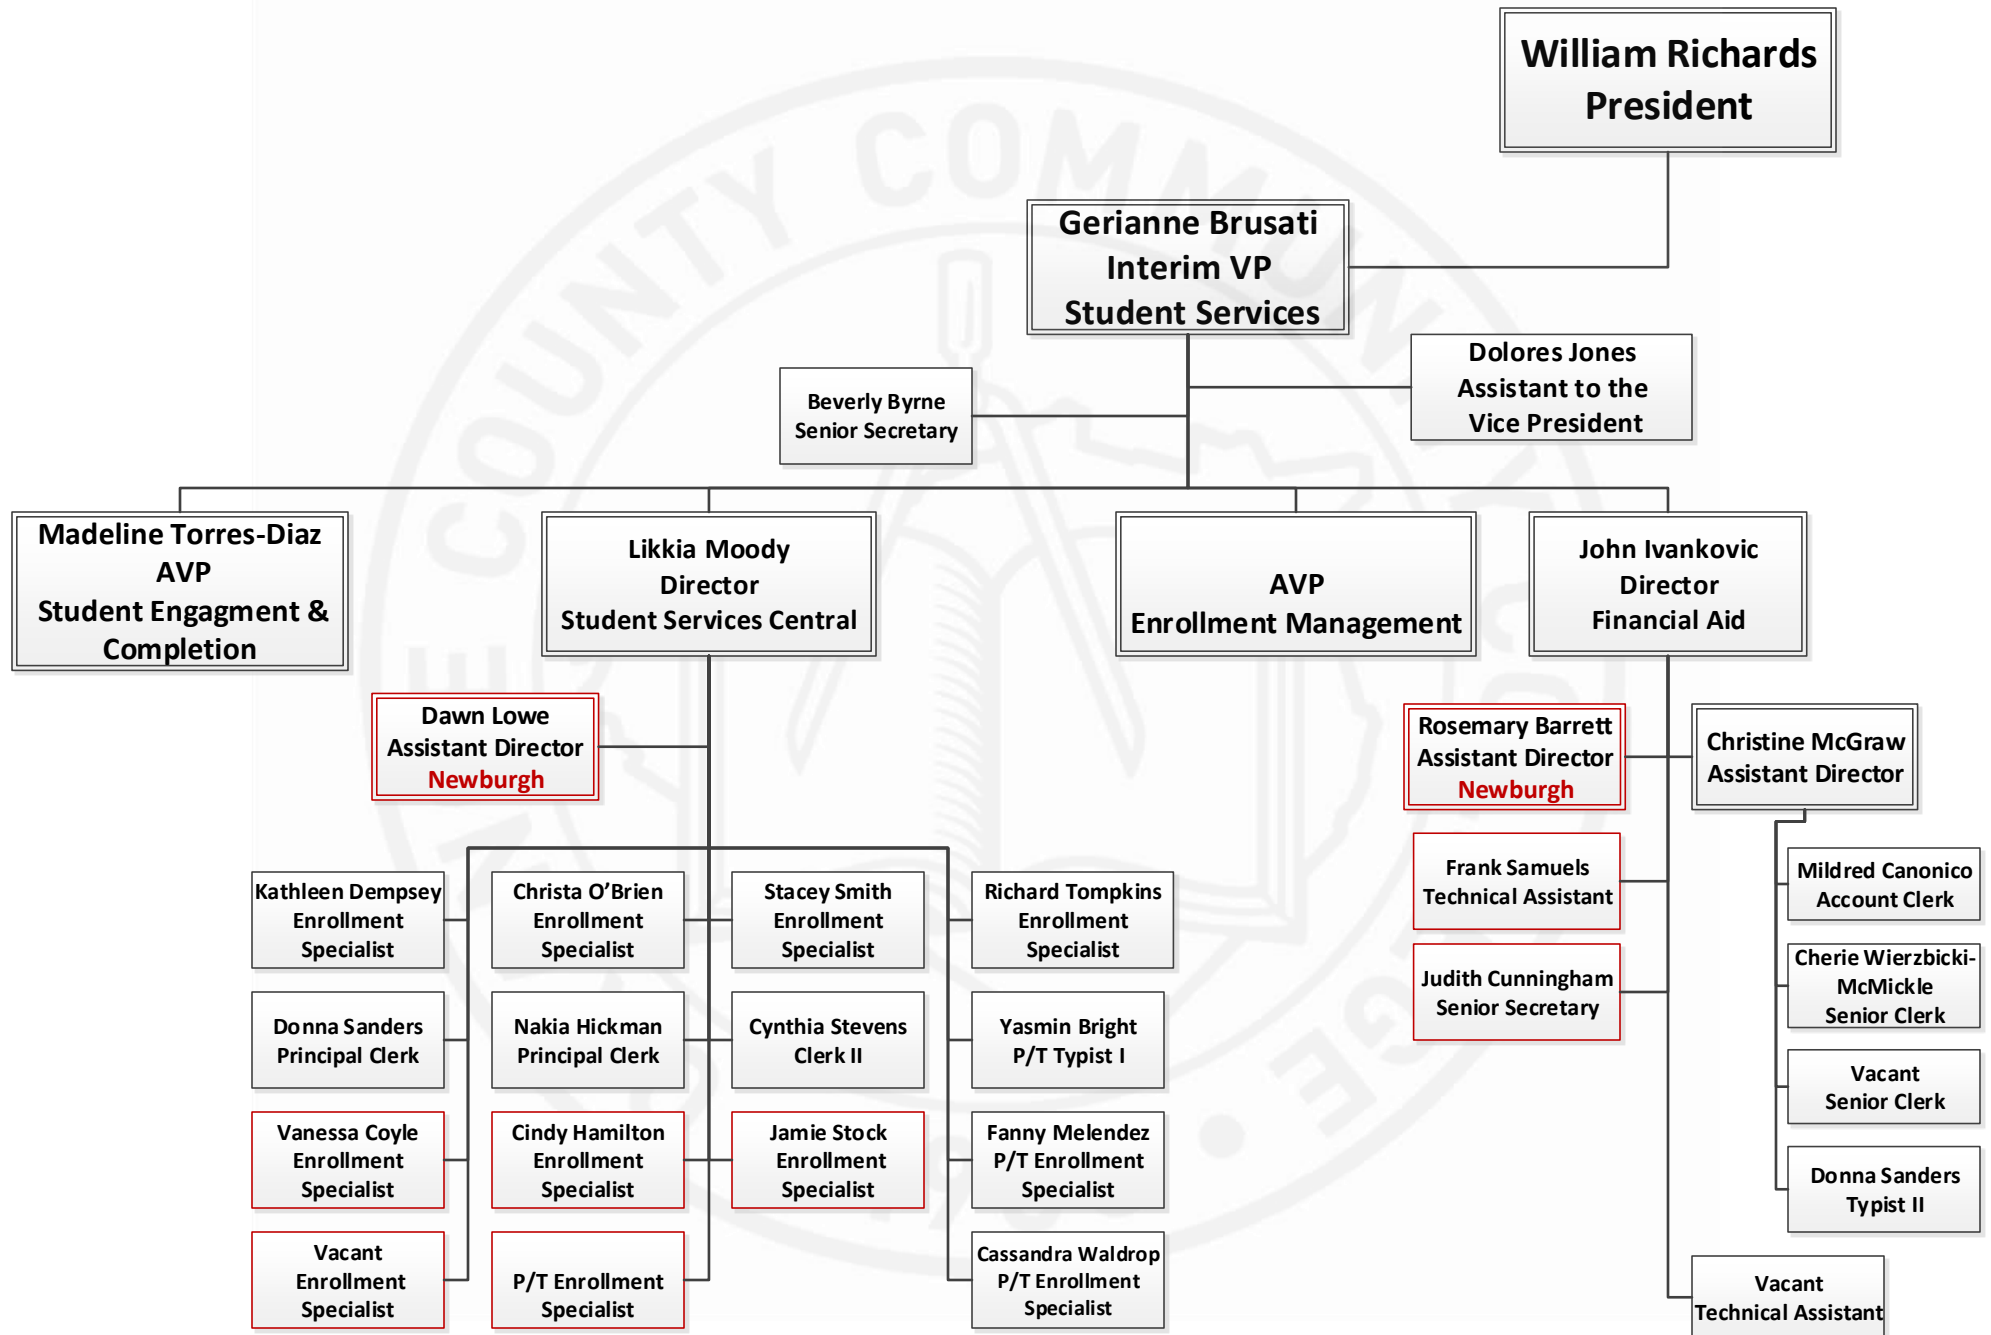 William Richards
President
Gerianne Brusati
Interim VP
Student Services
Dolores Jones
Assistant to the
Vice President
Beverly Byrne
Senior Secretary
Madeline Torres-Diaz
AVP
Student Engagment &
Completion
Likkia Moody
Director
Student Services Central
AVP
Enrollment Management
John Ivankovic
Director
Financial Aid
Dawn Lowe
Assistant Director
Newburgh
Rosemary Barrett
Assistant Director
Newburgh
Christine McGraw
Assistant Director
Kathleen Dempsey
Enrollment
Specialist
Christa O’Brien
Enrollment
Specialist
Stacey Smith
Enrollment
Specialist
Richard Tompkins
Enrollment
Specialist
Donna Sanders
Principal Clerk
Nakia Hickman
Principal Clerk
Cynthia Stevens
Clerk II
Yasmin Bright
P/T Typist I
Vanessa Coyle
Enrollment
Specialist
Cindy Hamilton
Enrollment
Specialist
Jamie Stock
Enrollment
Specialist
Fanny Melendez
P/T Enrollment
Specialist
Vacant
Enrollment
Specialist
P/T Enrollment
Specialist
Cassandra Waldrop
P/T Enrollment
Specialist
Frank Samuels
Technical Assistant
Judith Cunningham
Senior Secretary
Mildred Canonico
Account Clerk
Cherie Wierzbicki-
McMickle
Senior Clerk
Vacant
Senior Clerk
Donna Sanders
Typist II
Vacant
Technical Assistant
COUNTY COMMUNITY